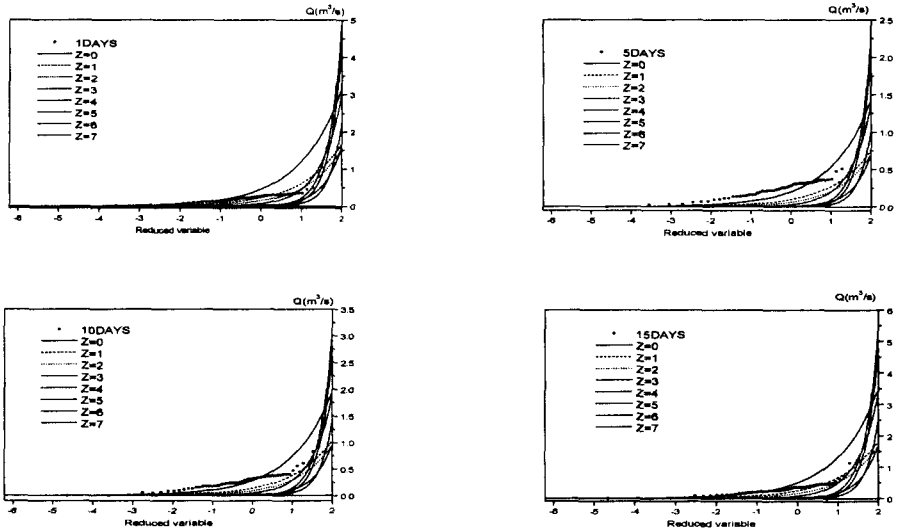 Q(m³/s)
1DAYS
Z=0
Z=1
Z=2
Z=3
Z=4
Z=5
Z=6
Z=7
5
4
3
2
1
0
-6 -5 -4 -3 -2 -1 0 1 2
Reduced variable
Q(m³/s)
5DAYS
Z=0
Z=1
Z=2
Z=3
Z=4
Z=5
Z=6
Z=7
2.5
2.0
1.5
1.0
0.5
0.0
-6 -5 -4 -3 -2 -1 0 1 2
Reduced variable
Q(m³/s)
10DAYS
Z=0
Z=1
Z=2
Z=3
Z=4
Z=5
Z=6
Z=7
3.5
3.0
2.5
2.0
1.5
1.0
0.5
0.0
-6 -5 -4 -3 -2 -1 0 1 2
Reduced variable
Q(m³/s)
15DAYS
Z=0
Z=1
Z=2
Z=3
Z=4
Z=5
Z=6
Z=7
6
5
4
3
2
1
0
-6 -5 -4 -3 -2 -1 0 1 2
Reduced variable